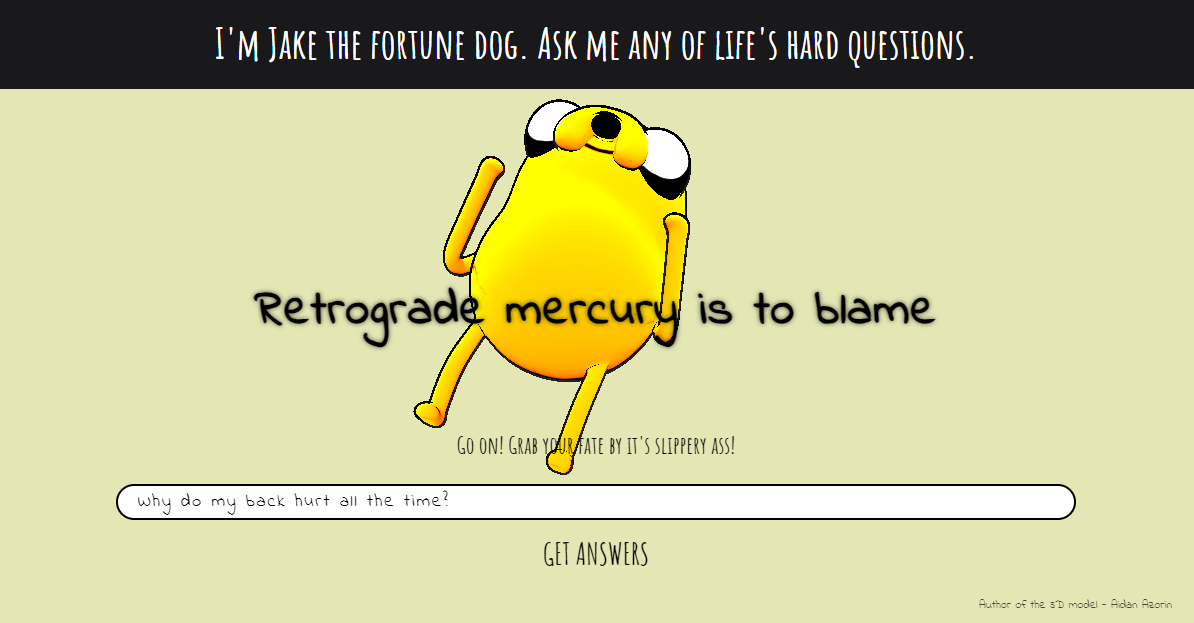 I'm Jake the fortune dog. Ask me any of life's hard questions.
Retrograde mercury is to blame
Go on! Grab your fate by it's slippery ass!
why do my back hurt all the time?
GET ANSWERS
Author of the 3D model - Aidan Azorin